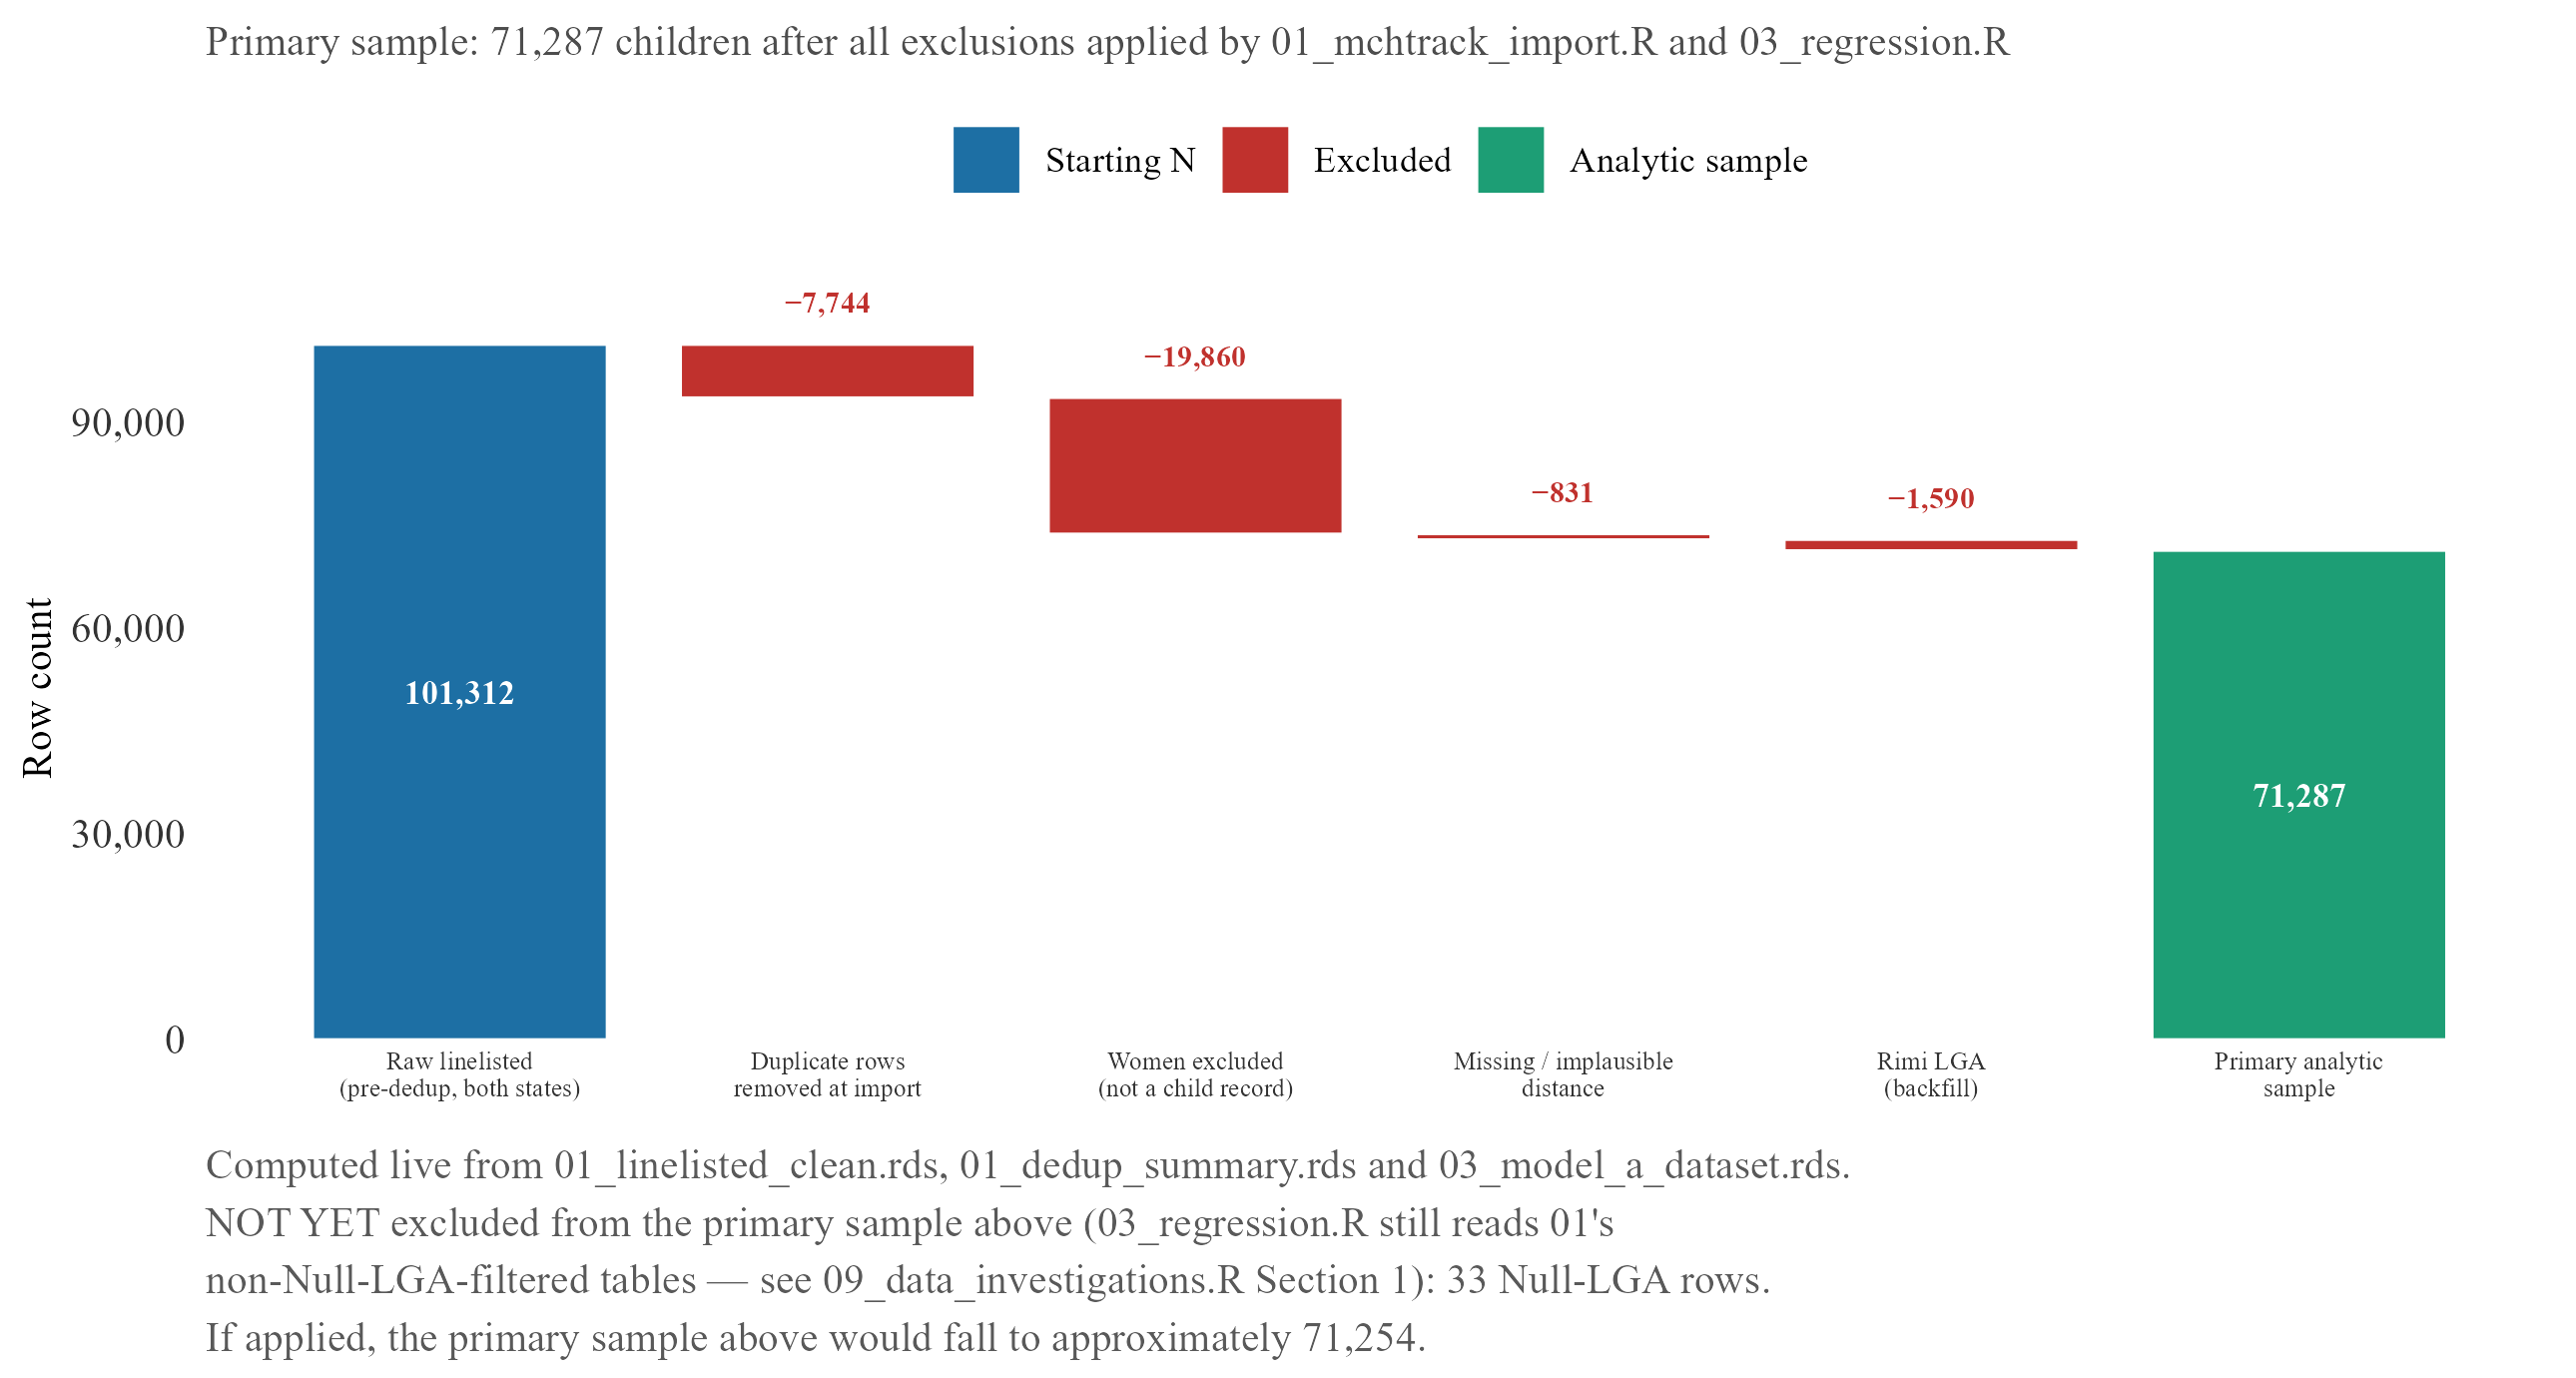 Primary sample: 71,287 children after all exclusions applied by 01_mchtrack_import.R and 03_regression.R
Starting N
Excluded
Analytic sample
−7,744
−19,860
−831
−1,590
101,312
71,287
Row count
90,000
60,000
30,000
0
Raw linelisted
(pre-dedup, both states)
Duplicate rows
removed at import
Women excluded
(not a child record)
Missing / implausible
distance
Rimi LGA
(backfill)
Primary analytic
sample
Computed live from 01_linelisted_clean.rds, 01_dedup_summary.rds and 03_model_a_dataset.rds.
NOT YET excluded from the primary sample above (03_regression.R still reads 01's
non-Null-LGA-filtered tables — see 09_data_investigations.R Section 1): 33 Null-LGA rows.
If applied, the primary sample above would fall to approximately 71,254.